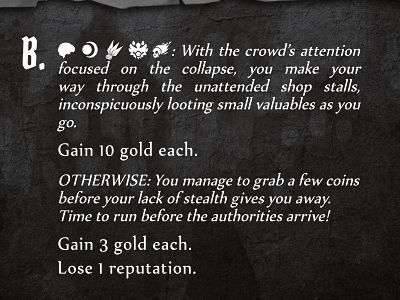 B. : With the crowd's attention
focused on the collapse, you make your
way through the unattended shop stalls,
inconspicuously looting small valuables as you
go.
Gain 10 gold each.
OTHERWISE: You manage to grab a few coins
before your lack of stealth gives you away.
Time to run before the authorities arrive!
Gain 3 gold each.
Lose 1 reputation.